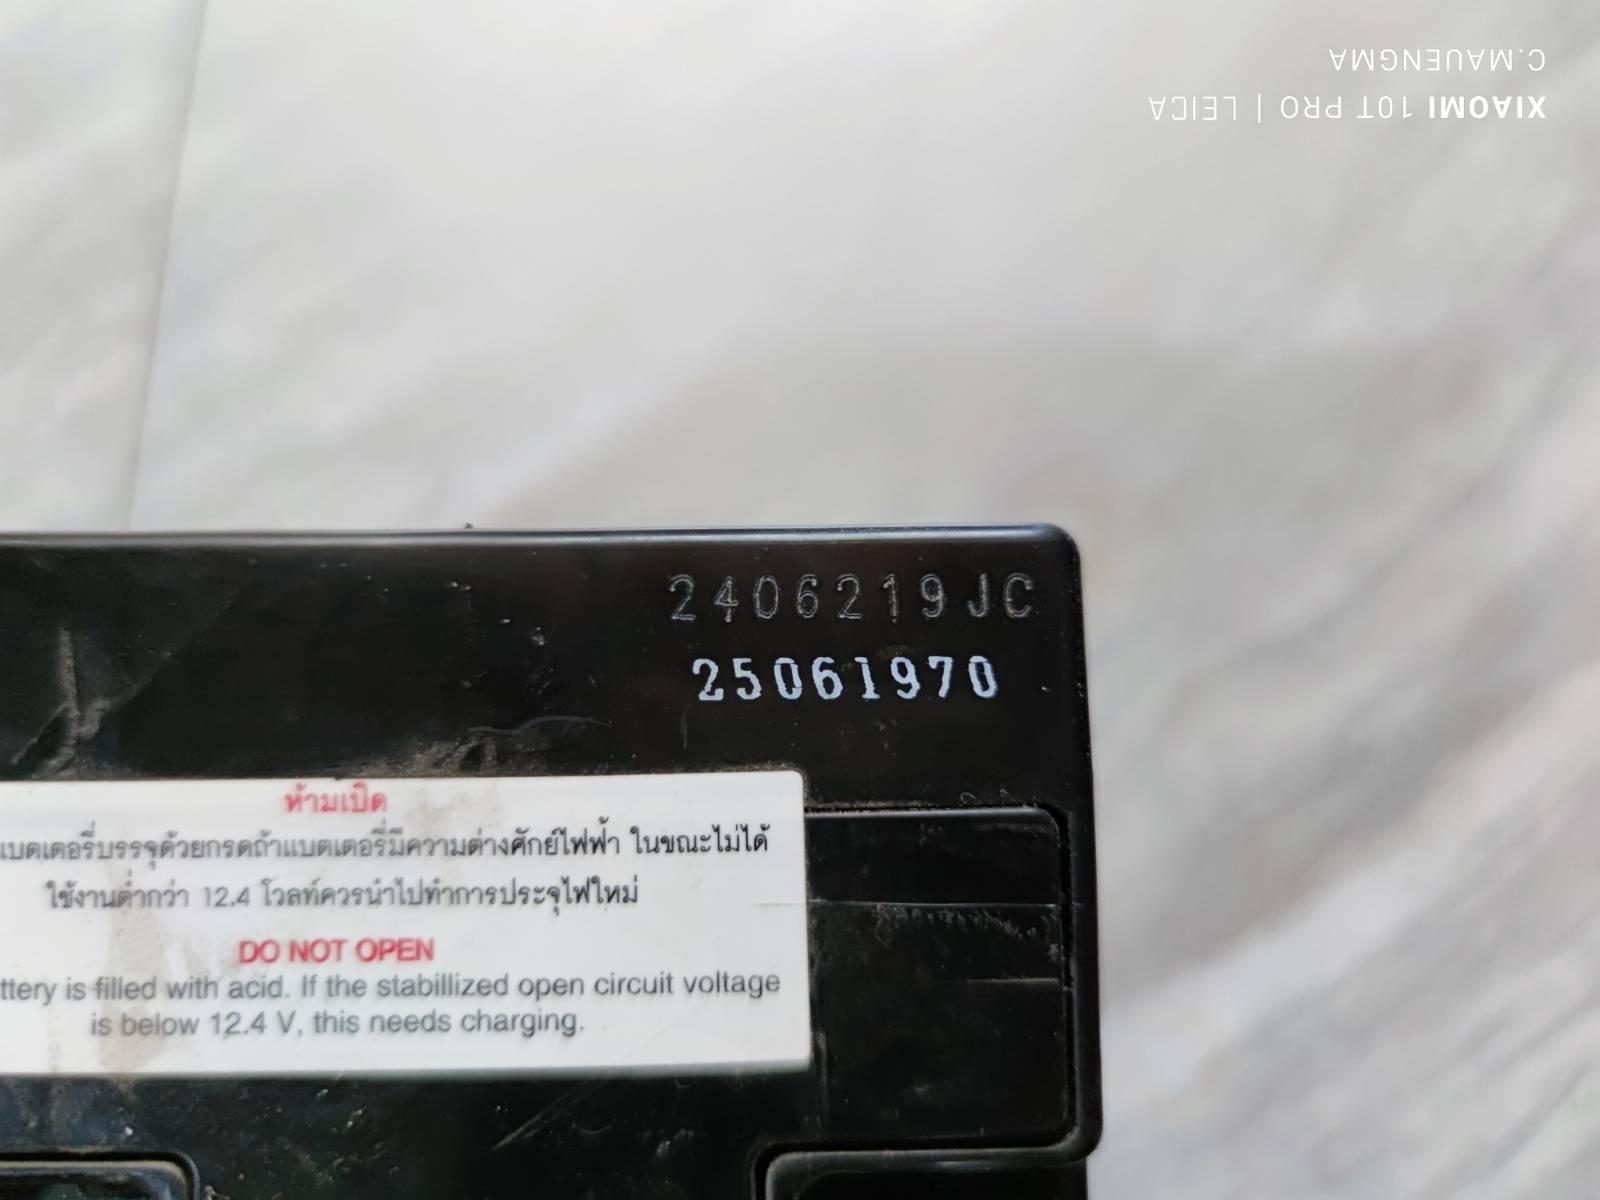 C.MAUENGMA
XIAOMI 10T PRO | LEICA
2406219JC
25061970
ห้ามเปิด
แบตเตอรี่บรรจุด้วยกรดถ้าแบตเตอรี่มีความต่างศักย์ไฟฟ้า ในขณะไม่ได้
ใช้งานต่ำกว่า 12.4 โวลท์ควรนำไปทำการประจุไฟใหม่
DO NOT OPEN
is filled with acid. If the stabillized open circuit voltage
is below 12.4 V, this needs charging.